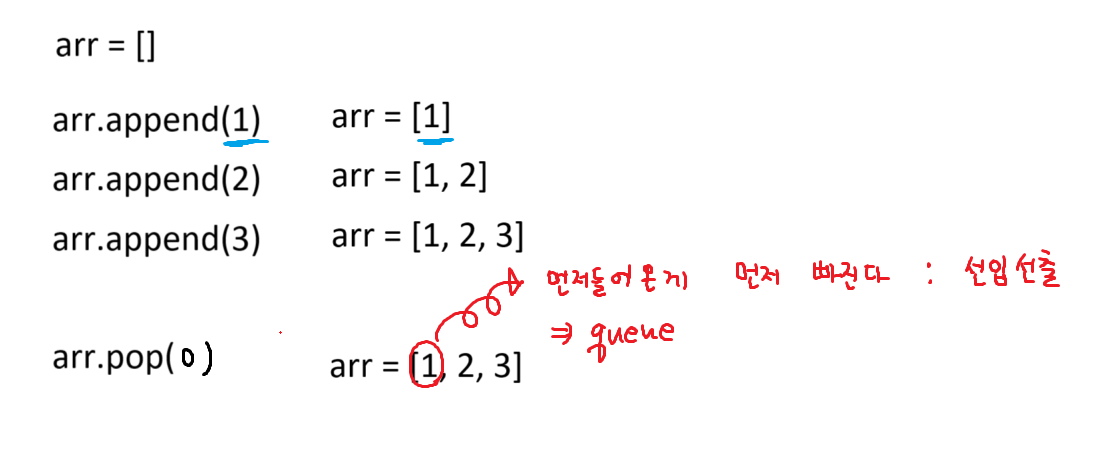 arr = []
arr.append(1) arr = [1]
arr.append(2) arr = [1, 2]
arr.append(3) arr = [1, 2, 3]
먼저들어온게 먼저 빠진다 : 선입선출
⇒ queue
arr.pop(0) arr = [1, 2, 3]